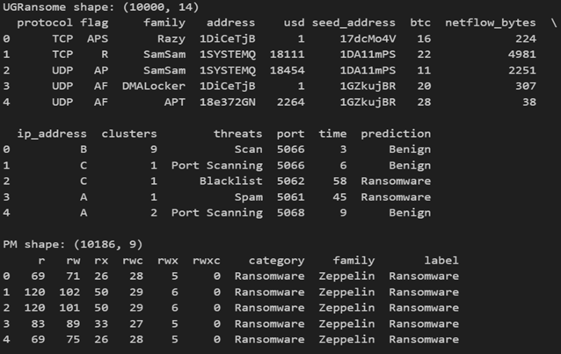 UGRansome shape: (10000, 14)
protocol flag family address usd seed_address btc netflow_bytes \
0 TCP APS Razy 1DiCeTjB 1 17dcMo4V 16 224
1 TCP R SamSam 1SYSTEMQ 18111 1DA11mPS 22 4981
2 UDP AP SamSam 1SYSTEMQ 18454 1DA11mPS 11 2251
3 UDP AF DMALocker 1DiCeTjB 1 1GZkujBR 20 307
4 UDP AF APT 18e372GN 2264 1GZkujBR 28 38
ip_address clusters threats port time prediction
0 B 9 Scan 5066 3 Benign
1 C 1 Port Scanning 5066 6 Benign
2 C 1 Blacklist 5062 58 Ransomware
3 A 1 Spam 5061 45 Ransomware
4 A 2 Port Scanning 5068 9 Benign
PM shape: (10186, 9)
r rw rx rwc rwx rwxc category family label
0 69 71 26 28 5 0 Ransomware Zeppelin Ransomware
1 120 102 50 29 6 0 Ransomware Zeppelin Ransomware
2 120 101 50 29 6 0 Ransomware Zeppelin Ransomware
3 83 89 33 27 5 0 Ransomware Zeppelin Ransomware
4 69 75 26 28 5 0 Ransomware Zeppelin Ransomware